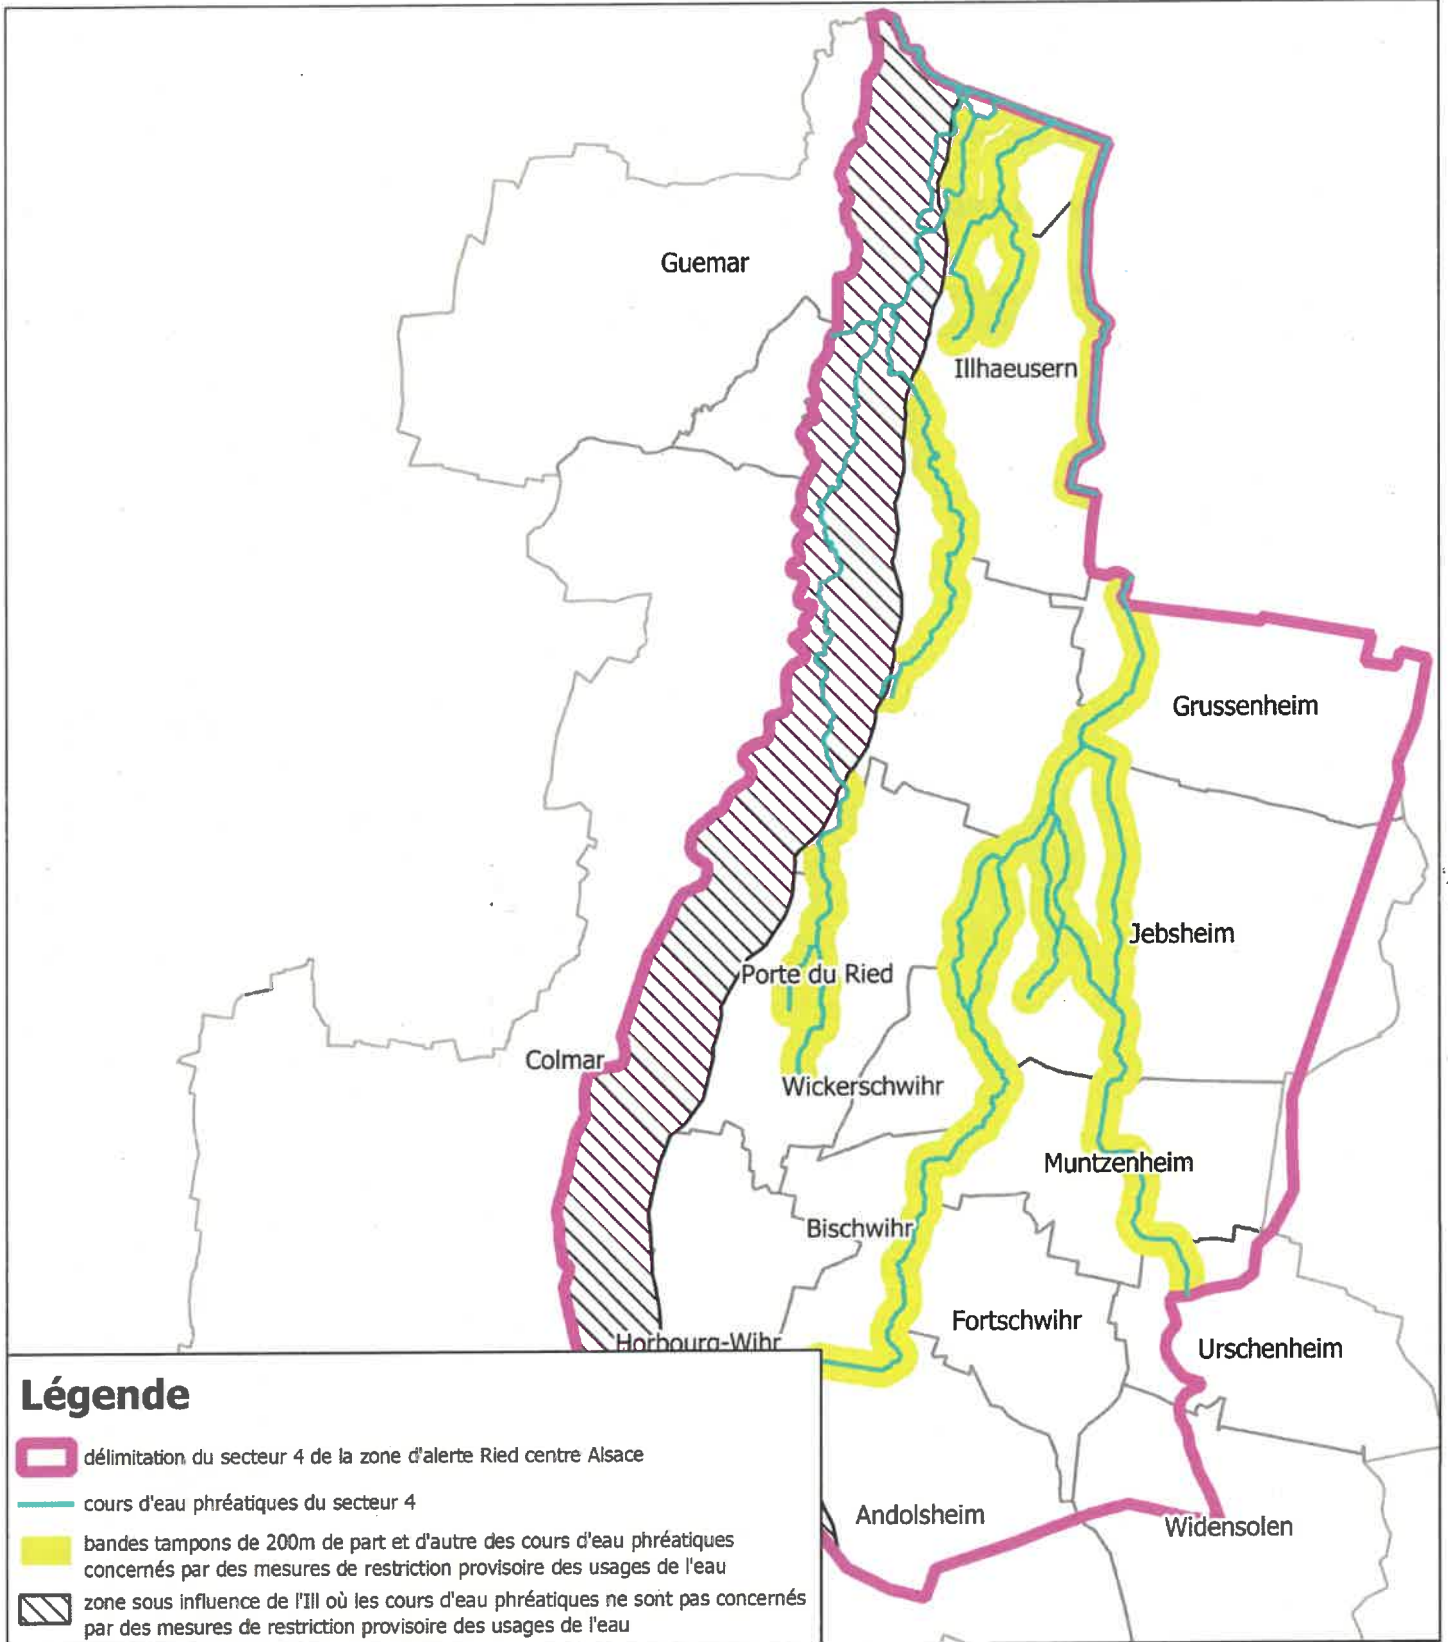 Guemar
Illhaeusern
Grussenheim
Jebsheim
Porte du Ried
Colmar
Wickerschwihr
Muntzenheim
Bischwihr
Fortschwihr
Horbourg-Wihr
Urschenheim
Andolsheim
Widensolen
Légende
délimitation du secteur 4 de la zone d'alerte Ried centre Alsace
cours d'eau phréatiques du secteur 4
bandes tampons de 200m de part et d'autre des cours d'eau phréatiques
concernés par des mesures de restriction provisoire des usages de l'eau
zone sous influence de l'Ill où les cours d'eau phréatiques ne sont pas concernés
par des mesures de restriction provisoire des usages de l'eau